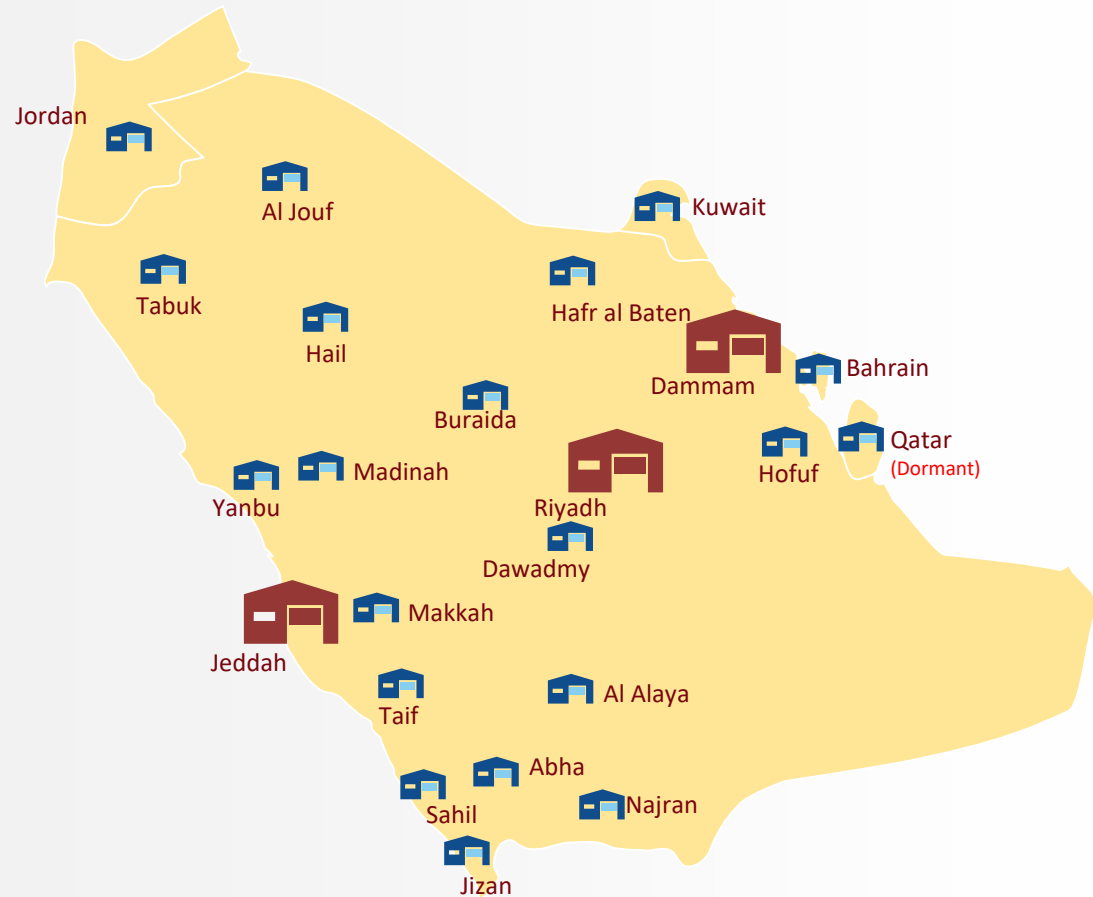 Jordan
Al Jouf
Kuwait
Tabuk
Hafr al Baten
Hail
Bahrain
Dammam
Buraida
Qatar
(Dormant)
Madinah
Hofuf
Yanbu
Riyadh
Dawadmy
Makkah
Jeddah
Al Alaya
Taif
Abha
Najran
Sahil
Jizan